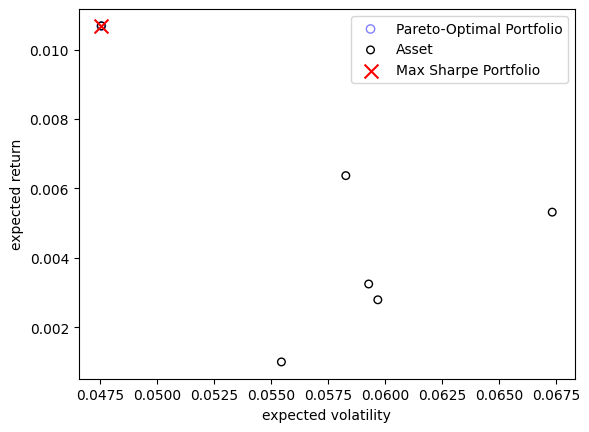 Pareto-Optimal Portfolio
Asset
Max Sharpe Portfolio
expected return
0.010
0.008
0.006
0.004
0.002
0.0475 0.0500 0.0525 0.0550 0.0575 0.0600 0.0625 0.0650 0.0675
expected volatility